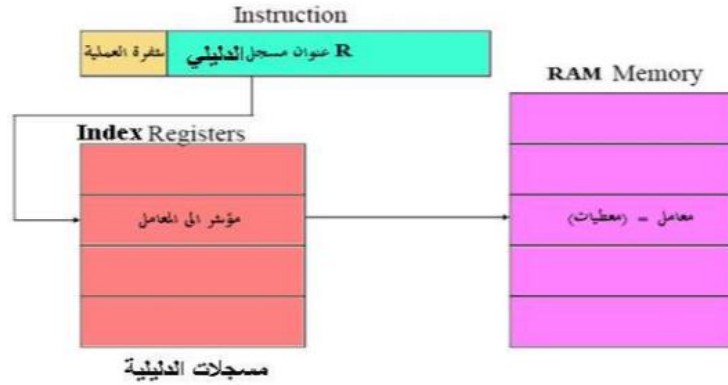 Instruction
شفرة العملية
R عنوان مسجل الدليلي
RAM Memory
Index Registers
مؤشر الى المعامل
معامل = (معطيات)
مسجلات الدليلية